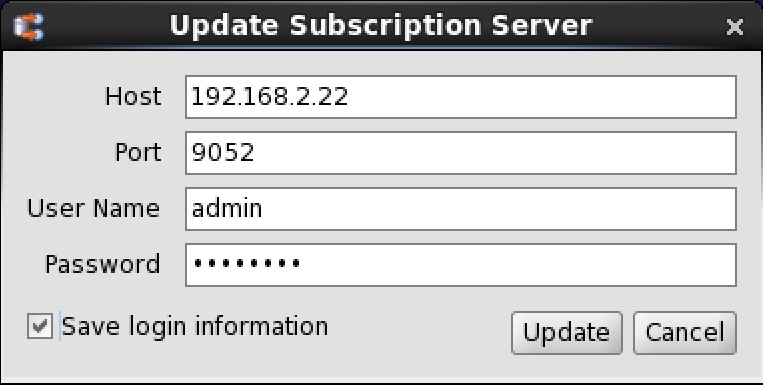 Update Subscription Server
Host 192.168.2.22
Port 9052
User Name admin
Password ••••••••
Save login information Update Cancel